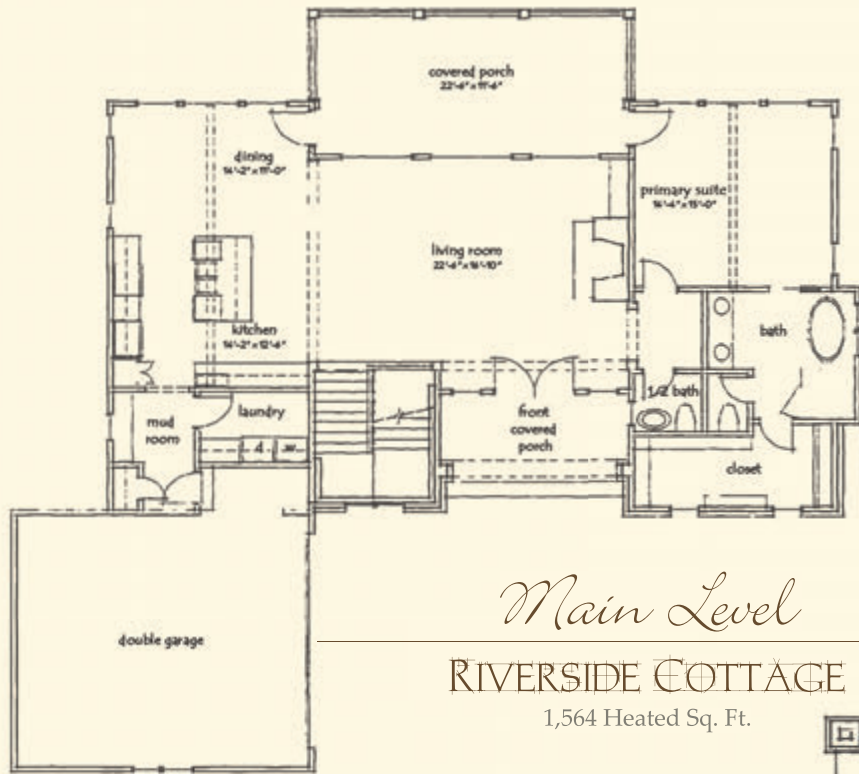 covered porch
22'-6" x 11'-6"
dining
14'-2" x 11'-0"
primary suite
14'-4" x 15'-0"
living room
22'-6" x 16'-10"
kitchen
14'-2" x 12'-6"
bath
1/2 bath
laundry
mud
room
front
covered
porch
d
w
closet
double garage
Main Level
RIVERSIDE COTTAGE
1,564 Heated Sq. Ft.